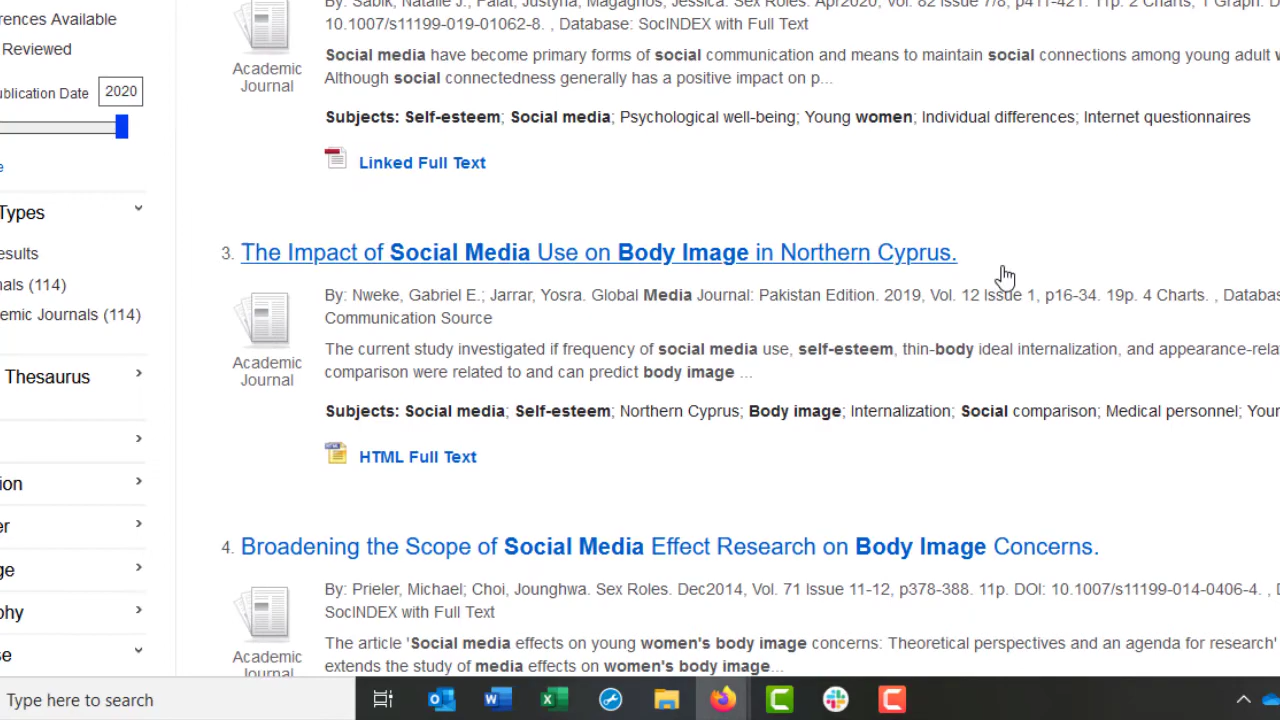 erences Available
Reviewed
ublication Date 2020
e
Types
esults
nals (114)
emic Journals (114)
Thesaurus
ion
er
ge
phy
se
By: Sabik, Natalie J.; Falat, Justyna; Magagnos, Jessica. Sex Roles. Apr2020, Vol. 82 Issue 7/8, p411-421. 11p. 2 Charts, 1 Graph. D
10.1007/s11199-019-01062-8. , Database: SocINDEX with Full Text
Academic
Journal
Social media have become primary forms of social communication and means to maintain social connections among young adult w
Although social connectedness generally has a positive impact on p...
Subjects: Self-esteem; Social media; Psychological well-being; Young women; Individual differences; Internet questionnaires
Linked Full Text
3. The Impact of Social Media Use on Body Image in Northern Cyprus.
By: Nweke, Gabriel E.; Jarrar, Yosra. Global Media Journal: Pakistan Edition. 2019, Vol. 12 Issue 1, p16-34. 19p. 4 Charts. , Databas
Communication Source
Academic
Journal
The current study investigated if frequency of social media use, self-esteem, thin-body ideal internalization, and appearance-rela
comparison were related to and can predict body image ...
Subjects: Social media; Self-esteem; Northern Cyprus; Body image; Internalization; Social comparison; Medical personnel; Your
HTML Full Text
4. Broadening the Scope of Social Media Effect Research on Body Image Concerns.
By: Prieler, Michael; Choi, Jounghwa. Sex Roles. Dec2014, Vol. 71 Issue 11-12, p378-388. 11p. DOI: 10.1007/s11199-014-0406-4. , D
SocINDEX with Full Text
Academic
Journal
The article 'Social media effects on young women's body image concerns: Theoretical perspectives and an agenda for research'
extends the study of media effects on women's body image...
Type here to search